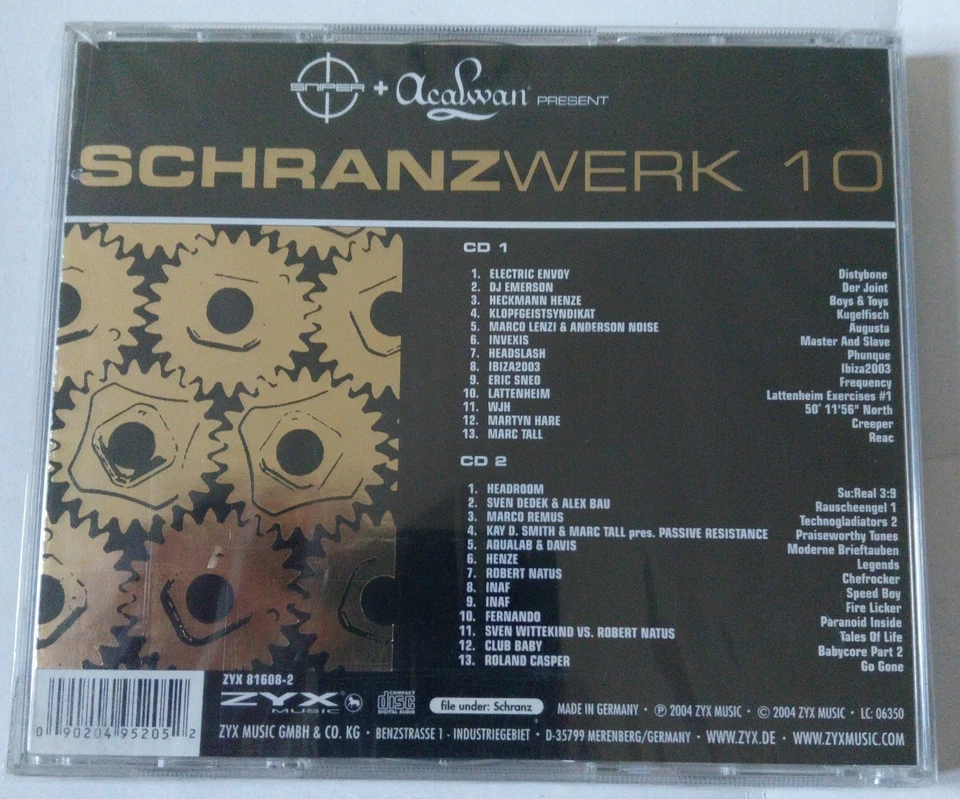 SNIPER + acalwan PRESENT
SCHRANZWERK 10
CD 1
1. ELECTRIC ENVOY Distybone
2. DJ EMERSON Der Joint
3. HECKMANN HENZE Boys & Toys
4. KLOPFGEISTSYNDIKAT Kugelfisch
5. MARCO LENZI & ANDERSON NOISE Augusta
6. INVEXIS Master And Slave
7. HEADSLASH Phunque
8. IBIZA2003 Ibiza2003
9. ERIC SNEO Frequency
10. LATTENHEIM Lattenheim Exercises #1
11. WJH 50° 11'56" North
12. MARTYN HARE Creeper
13. MARC TALL Reac
CD 2
1. HEADROOM Su:Real 3:9
2. SVEN DEDEK & ALEX BAU Rauscheengel 1
3. MARCO REMUS Technogladiators 2
4. KAY D. SMITH & MARC TALL pres. PASSIVE RESISTANCE Praiseworthy Tunes
5. AQUALAB & DAVIS Moderne Brieftauben
6. HENZE Legends
7. ROBERT NATUS Chefrocker
8. INAF Speed Boy
9. INAF Fire Licker
10. FERNANDO Paranoid Inside
11. SVEN WITTEKIND VS. ROBERT NATUS Tales Of Life
12. CLUB BABY Babycore Part 2
13. ROLAND CASPER Go Gone
ZYX 81608-2
ZYX® MUSIC COMPACT disc DIGITAL AUDIO file under: Schranz MADE IN GERMANY · ℗ 2004 ZYX MUSIC · © 2004 ZYX MUSIC · LC: 06350
0 90204 95205 2
ZYX MUSIC GMBH & CO. KG · BENZSTRASSE 1 - INDUSTRIEGEBIET · D-35799 MERENBERG/GERMANY · WWW.ZYX.DE · WWW.ZYXMUSIC.COM